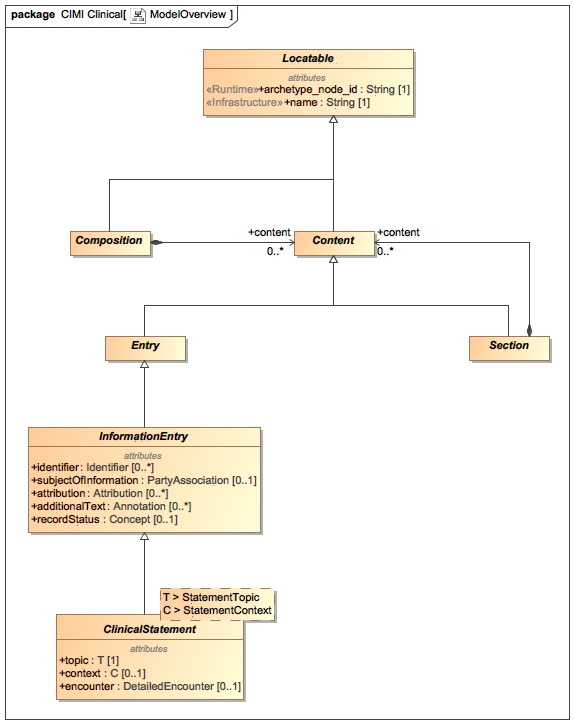 package CIMI Clinical[ ModelOverview ]
Locatable
attributes
«Runtime»+archetype_node_id : String [1]
«Infrastructure»+name : String [1]
Composition
+content
0..*
Content
+content
0..*
Entry
Section
InformationEntry
attributes
+identifier : Identifier [0..*]
+subjectOfInformation : PartyAssociation [0..1]
+attribution : Attribution [0..*]
+additionalText : Annotation [0..*]
+recordStatus : Concept [0..1]
T > StatementTopic
C > StatementContext
ClinicalStatement
attributes
+topic : T [1]
+context : C [0..1]
+encounter : DetailedEncounter [0..1]